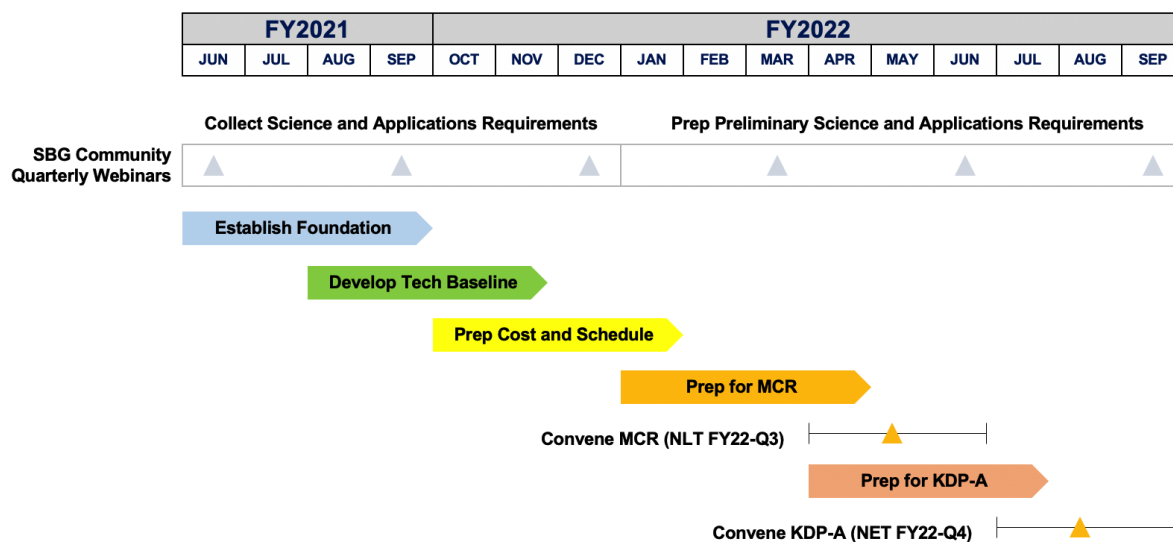 FY2021 FY2022
JUN JUL AUG SEP OCT NOV DEC JAN FEB MAR APR MAY JUN JUL AUG SEP
Collect Science and Applications Requirements Prep Preliminary Science and Applications Requirements
SBG Community
Quarterly Webinars
Establish Foundation
Develop Tech Baseline
Prep Cost and Schedule
Prep for MCR
Convene MCR (NLT FY22-Q3)
Prep for KDP-A
Convene KDP-A (NET FY22-Q4)